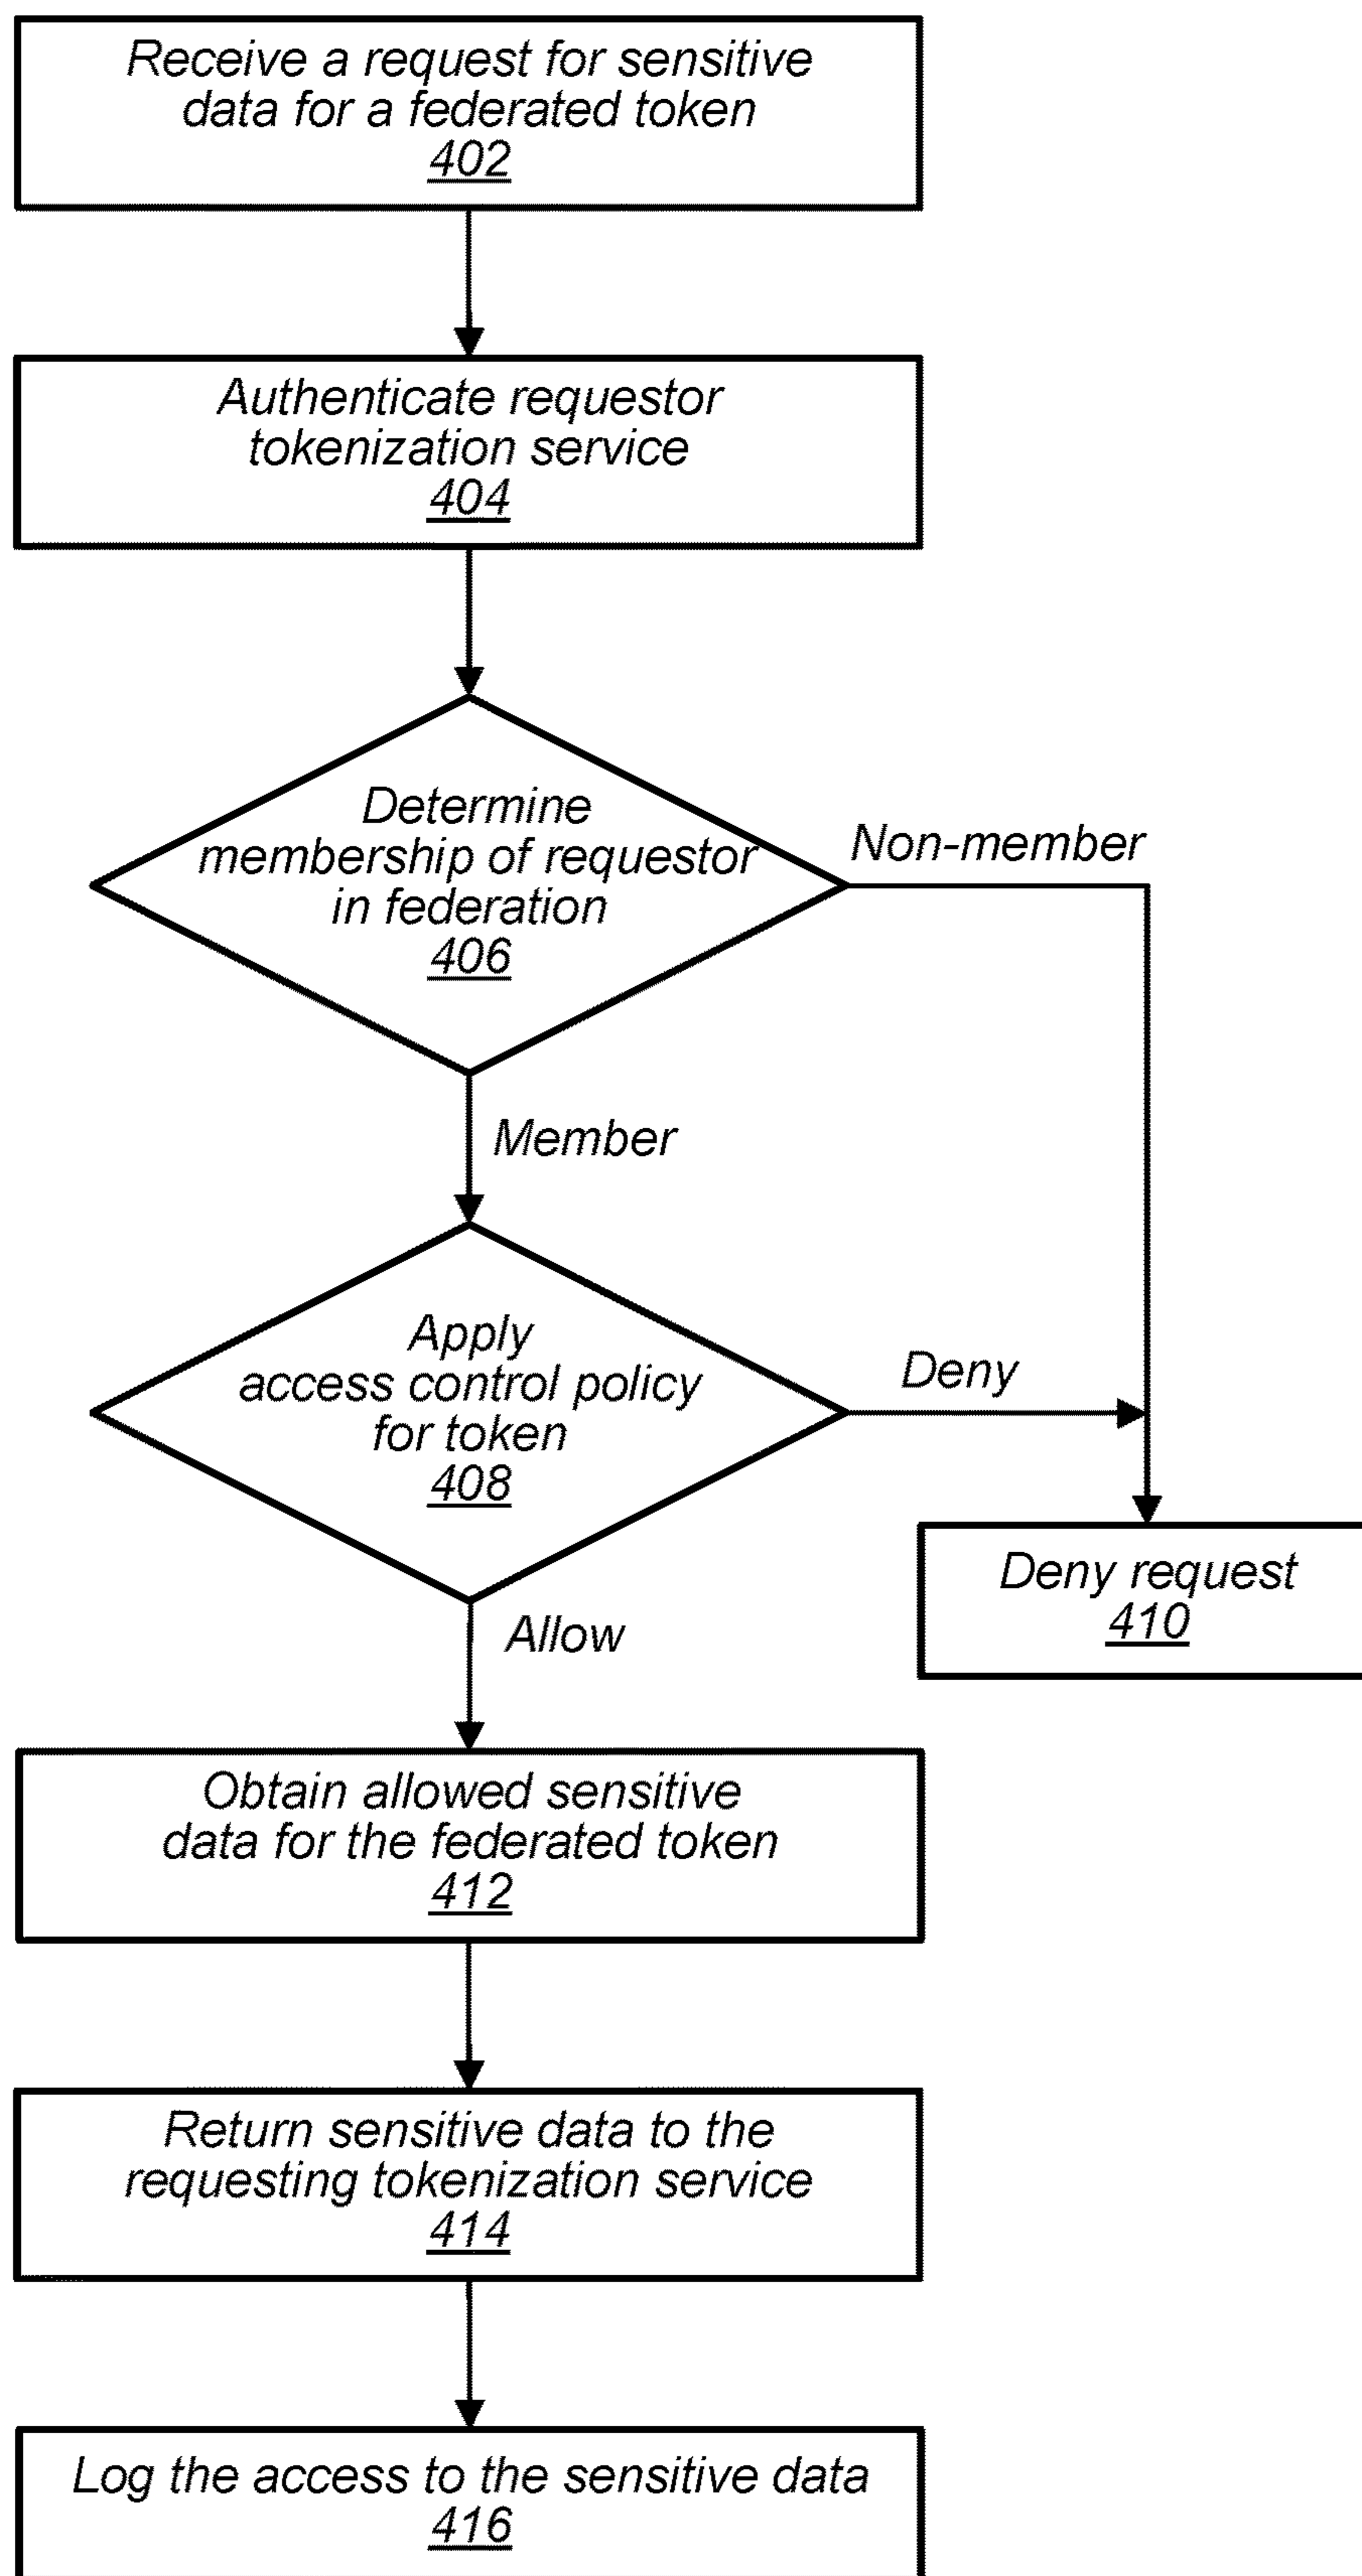 Receive a request for sensitive
data for a federated token
402
Authenticate requestor
tokenization service
404
Determine
membership of requestor
in federation
406
Non-member
Member
Apply
access control policy
for token
408
Deny
Deny request
410
Allow
Obtain allowed sensitive
data for the federated token
412
Return sensitive data to the
requesting tokenization service
414
Log the access to the sensitive data
416